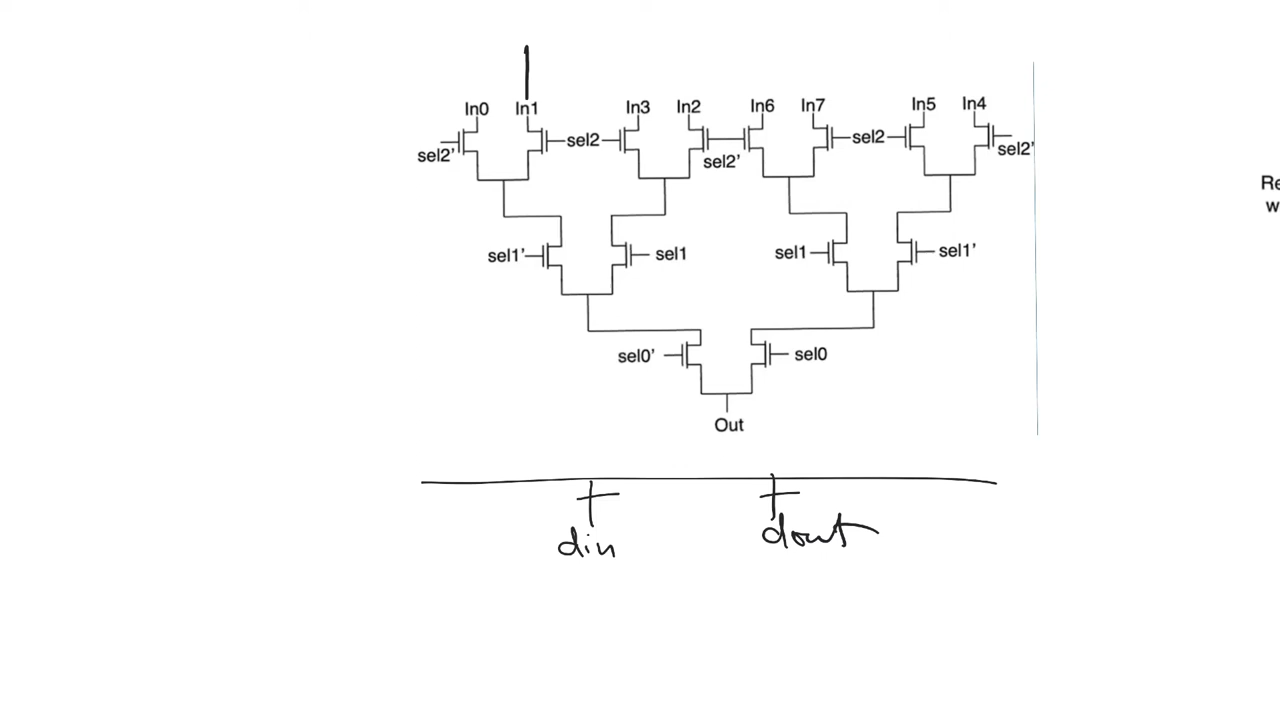 In0 In1 In3 In2 In6 In7 In5 In4
sel2' sel2 sel2' sel2 sel2'
Re
w
sel1' sel1 sel1 sel1'
sel0' sel0
Out
din dout